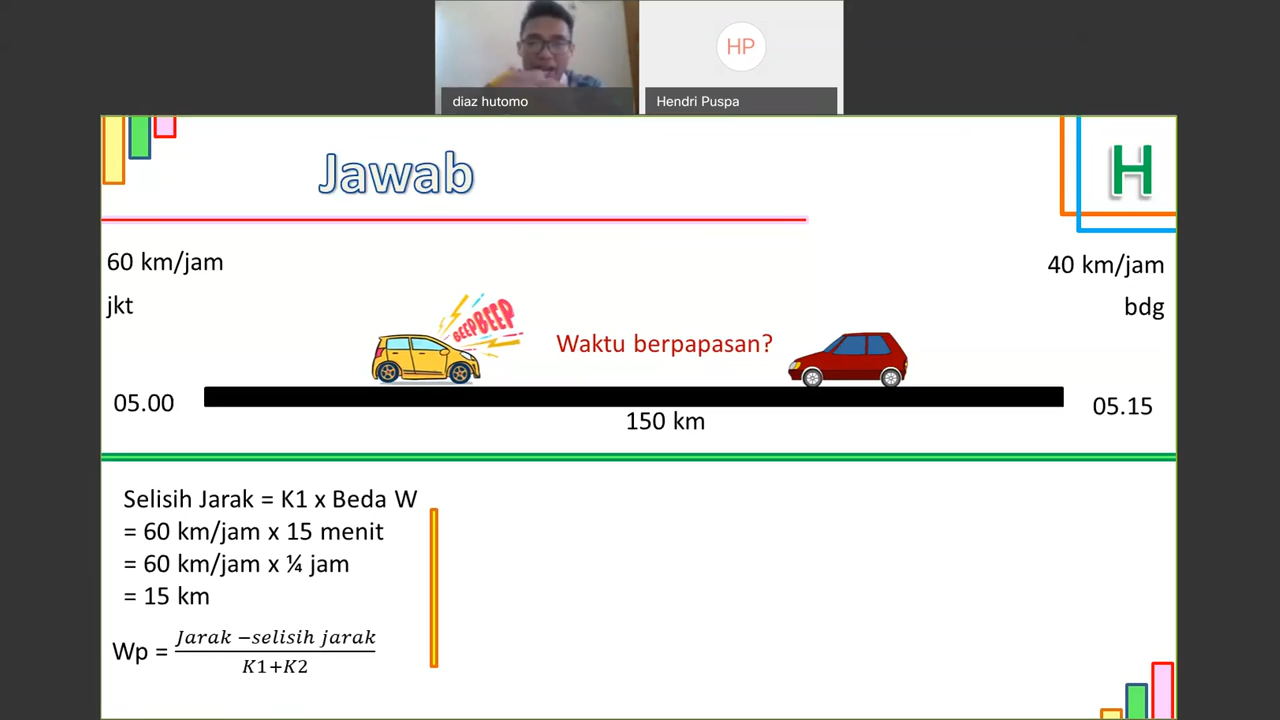 HP
diaz hutomo
Hendri Puspa
Jawab
H
60 km/jam
40 km/jam
jkt
bdg
BEEP BEEP
Waktu berpapasan?
05.00
05.15
150 km
Selisih Jarak = K1 x Beda W
= 60 km/jam x 15 menit
= 60 km/jam x ¼ jam
= 15 km
Wp = Jarak −selisih jarak
K1+K2